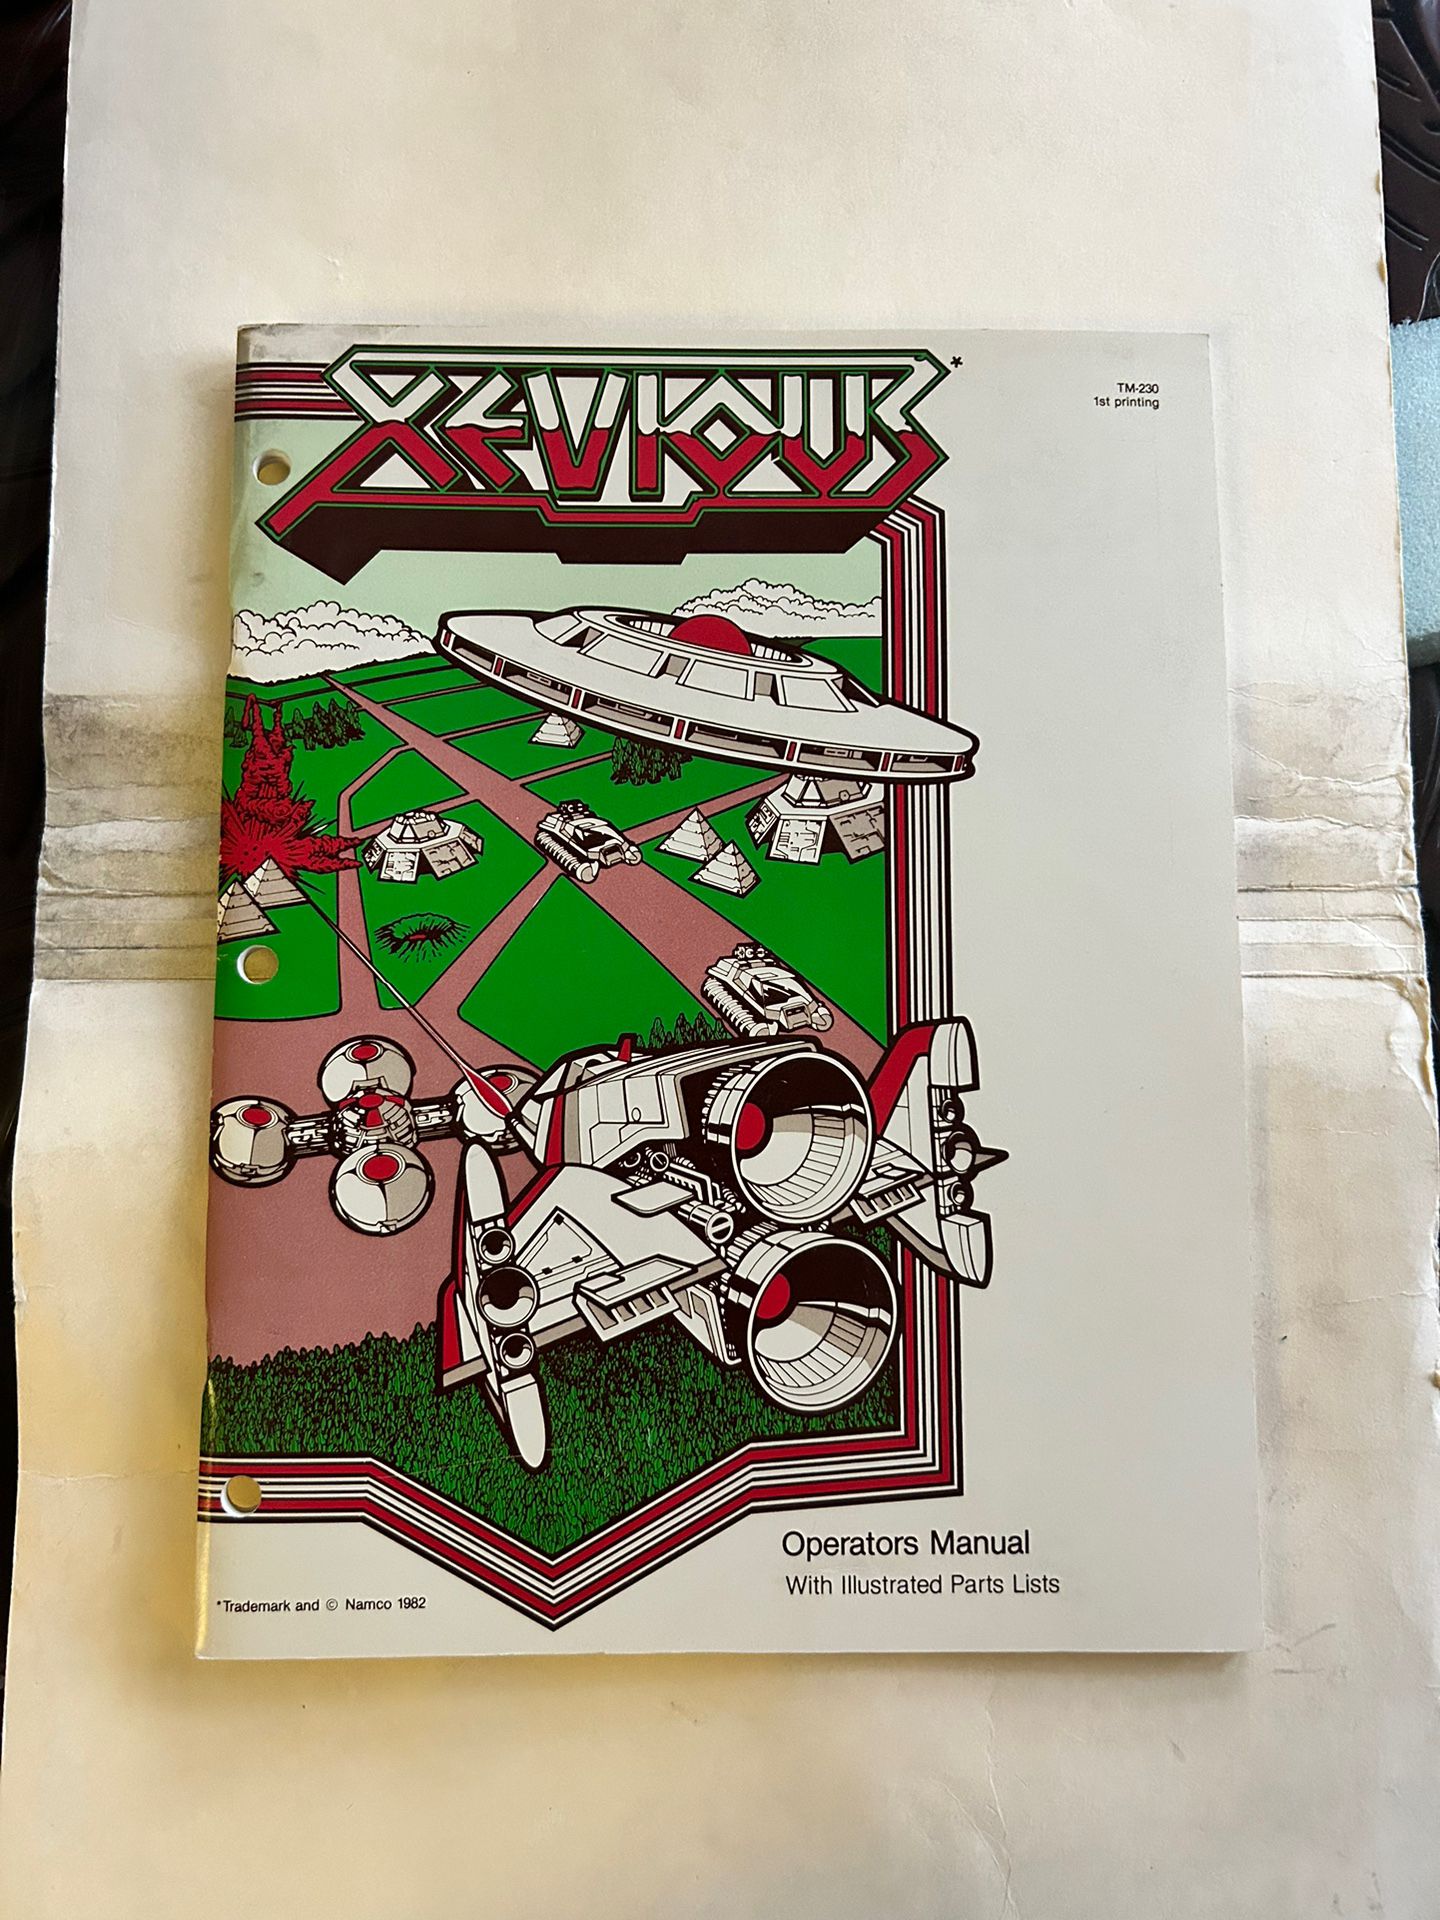 XEVIOUS*
TM-230
1st printing
Operators Manual
With Illustrated Parts Lists
*Trademark and © Namco 1982